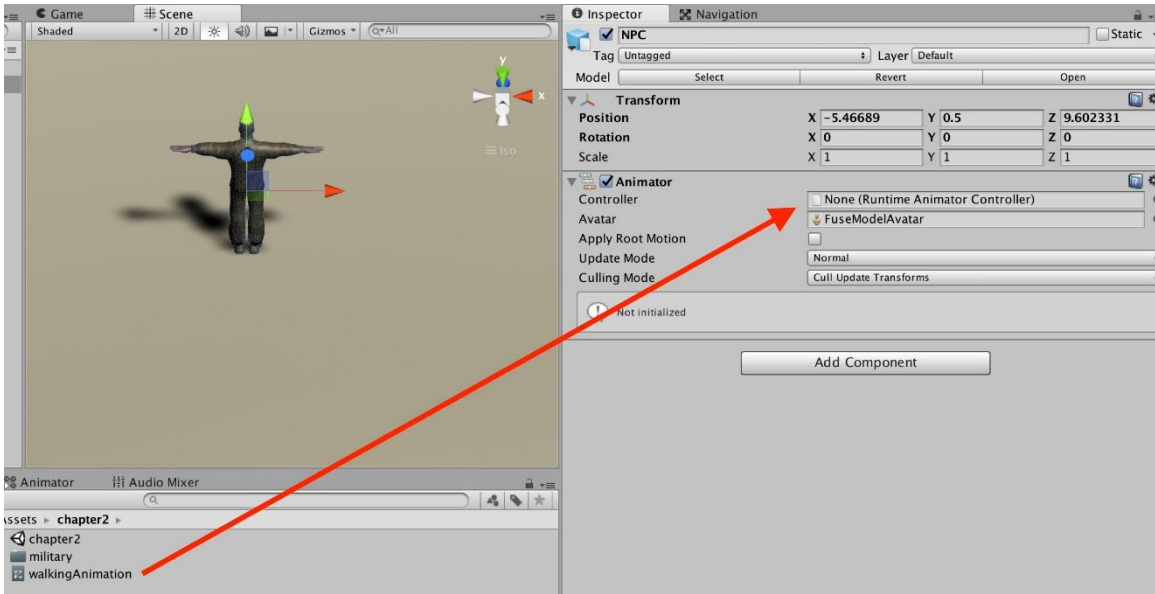 Game
Scene
Shaded
2D
Gizmos
All
y
x
Iso
Animator
Audio Mixer
Assets
chapter2
chapter2
military
walkingAnimation
Inspector
Navigation
NPC
Static
Tag Untagged
Layer Default
Model Select Revert Open
Transform
Position X -5.46689 Y 0.5 Z 9.602331
Rotation X 0 Y 0 Z 0
Scale X 1 Y 1 Z 1
Animator
Controller None (Runtime Animator Controller)
Avatar FuseModelAvatar
Apply Root Motion
Update Mode Normal
Culling Mode Cull Update Transforms
Not initialized
Add Component